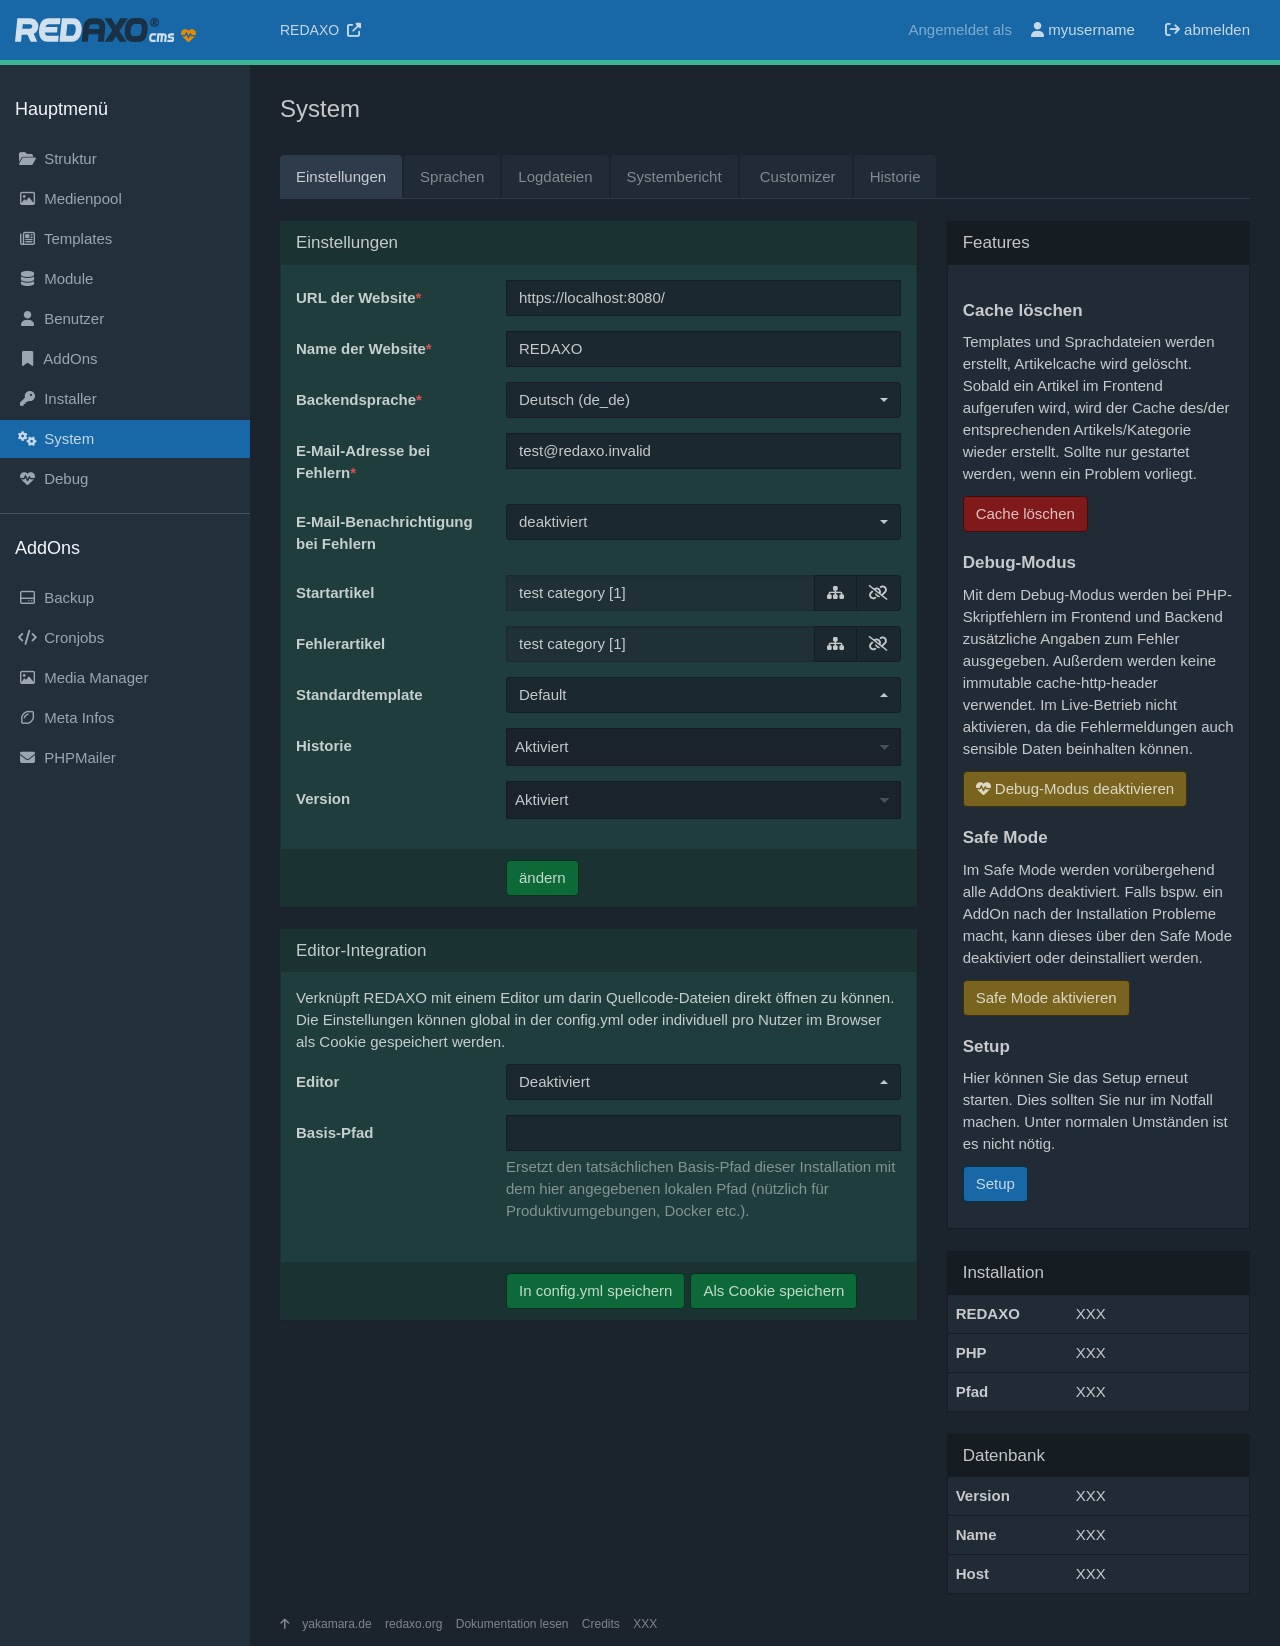 REDAXO® cms
REDAXO
Angemeldet als myusername abmelden
Hauptmenü
Struktur
Medienpool
Templates
Module
Benutzer
AddOns
Installer
System
Debug
AddOns
Backup
Cronjobs
Media Manager
Meta Infos
PHPMailer
System
Einstellungen Sprachen Logdateien Systembericht Customizer Historie
Einstellungen
URL der Website* https://localhost:8080/
Name der Website* REDAXO
Backendsprache* Deutsch (de_de)
E-Mail-Adresse bei test@redaxo.invalid
Fehlern*
E-Mail-Benachrichtigung deaktiviert
bei Fehlern
Startartikel test category [1]
Fehlerartikel test category [1]
Standardtemplate Default
Historie Aktiviert
Version Aktiviert
ändern
Editor-Integration
Verknüpft REDAXO mit einem Editor um darin Quellcode-Dateien direkt öffnen zu können.
Die Einstellungen können global in der config.yml oder individuell pro Nutzer im Browser
als Cookie gespeichert werden.
Editor Deaktiviert
Basis-Pfad
Ersetzt den tatsächlichen Basis-Pfad dieser Installation mit
dem hier angegebenen lokalen Pfad (nützlich für
Produktivumgebungen, Docker etc.).
In config.yml speichern Als Cookie speichern
Features
Cache löschen
Templates und Sprachdateien werden
erstellt, Artikelcache wird gelöscht.
Sobald ein Artikel im Frontend
aufgerufen wird, wird der Cache des/der
entsprechenden Artikels/Kategorie
wieder erstellt. Sollte nur gestartet
werden, wenn ein Problem vorliegt.
Cache löschen
Debug-Modus
Mit dem Debug-Modus werden bei PHP-
Skriptfehlern im Frontend und Backend
zusätzliche Angaben zum Fehler
ausgegeben. Außerdem werden keine
immutable cache-http-header
verwendet. Im Live-Betrieb nicht
aktivieren, da die Fehlermeldungen auch
sensible Daten beinhalten können.
Debug-Modus deaktivieren
Safe Mode
Im Safe Mode werden vorübergehend
alle AddOns deaktiviert. Falls bspw. ein
AddOn nach der Installation Probleme
macht, kann dieses über den Safe Mode
deaktiviert oder deinstalliert werden.
Safe Mode aktivieren
Setup
Hier können Sie das Setup erneut
starten. Dies sollten Sie nur im Notfall
machen. Unter normalen Umständen ist
es nicht nötig.
Setup
Installation
REDAXO XXX
PHP XXX
Pfad XXX
Datenbank
Version XXX
Name XXX
Host XXX
yakamara.de redaxo.org Dokumentation lesen Credits XXX